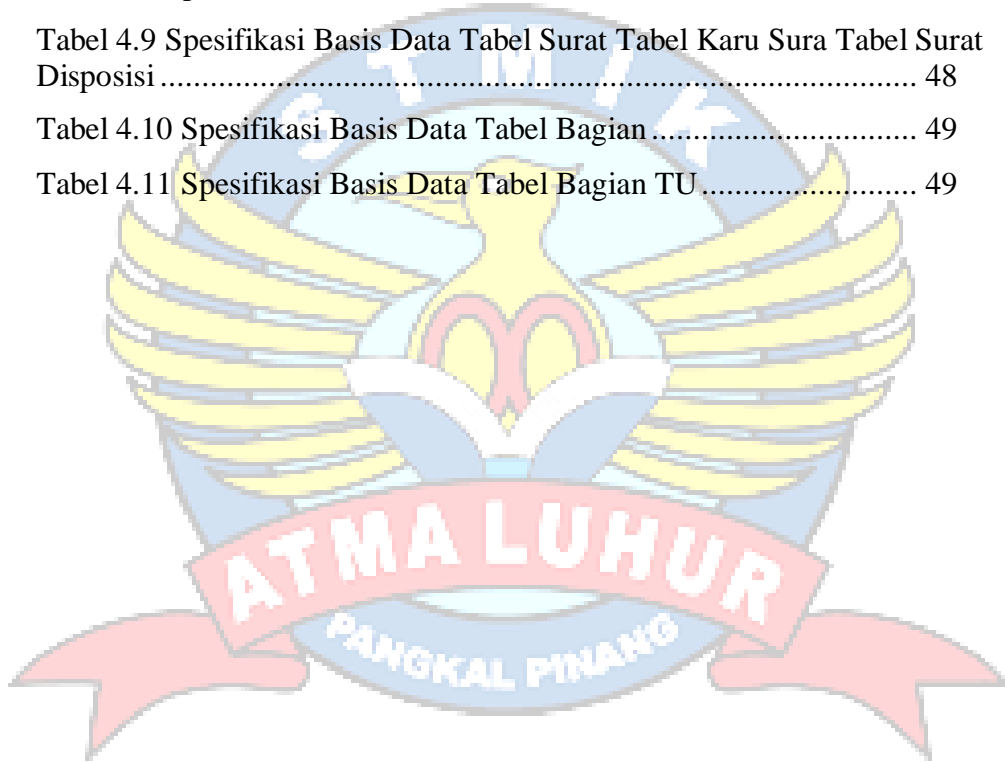 Tabel 4.9 Spesifikasi Basis Data Tabel Surat Tabel Karu Sura Tabel Surat
Disposisi ........................................................................................... 48
Tabel 4.10 Spesifikasi Basis Data Tabel Bagian ................................ 49
Tabel 4.11 Spesifikasi Basis Data Tabel Bagian TU .......................... 49
STMIK
ATMA LUHUR
PANGKAL PINANG